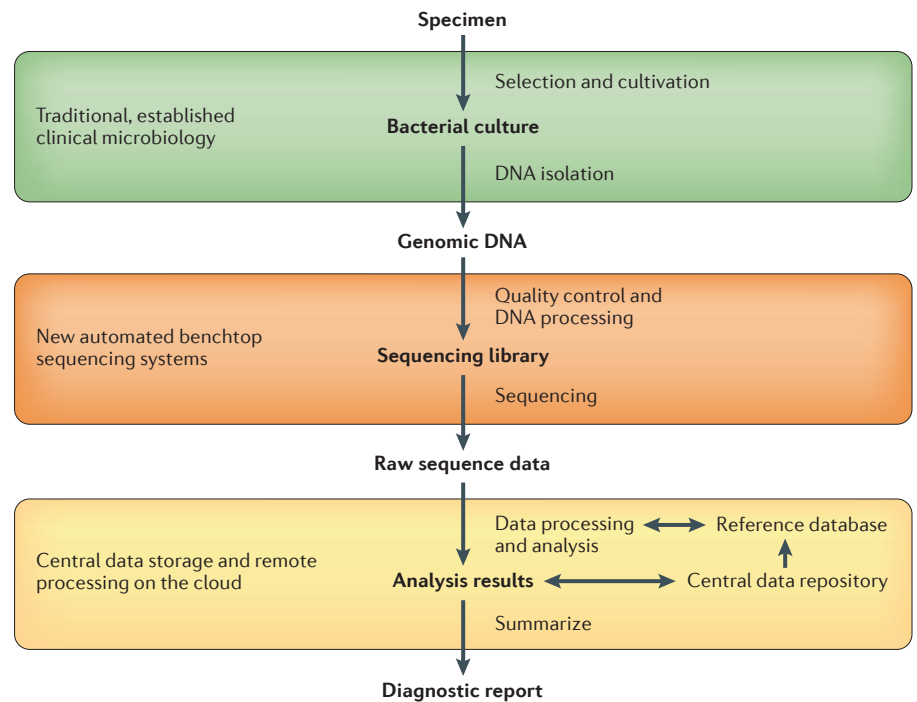 Specimen
Selection and cultivation
Traditional, established
clinical microbiology
Bacterial culture
DNA isolation
Genomic DNA
Quality control and
DNA processing
New automated benchtop
sequencing systems
Sequencing library
Sequencing
Raw sequence data
Data processing
and analysis
Reference database
Central data storage and remote
processing on the cloud
Analysis results
Central data repository
Summarize
Diagnostic report